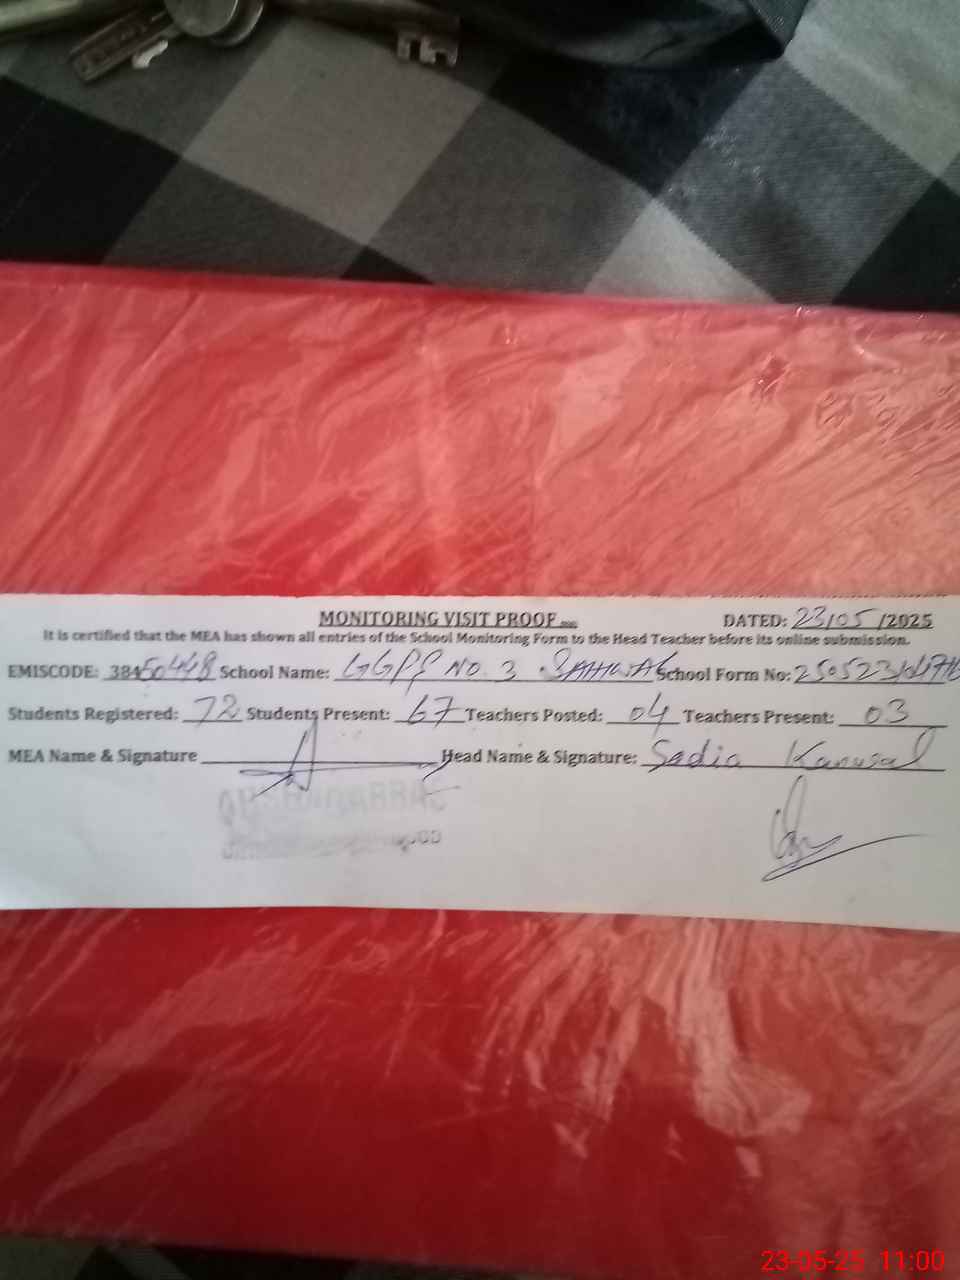 MONITORING VISIT PROOF DATED: 23/05/2025
It is certified that the MEA has shown all entries of the School Monitoring Form to the Head Teacher before its online submission.
EMISCODE: 38450448 School Name: GGPS NO. 3 SAHIWAL School Form No: 250523
Students Registered: 72 Students Present: 67 Teachers Posted: 04 Teachers Present: 03
MEA Name & Signature Head Name & Signature: Sadia
23-05-25 11:00